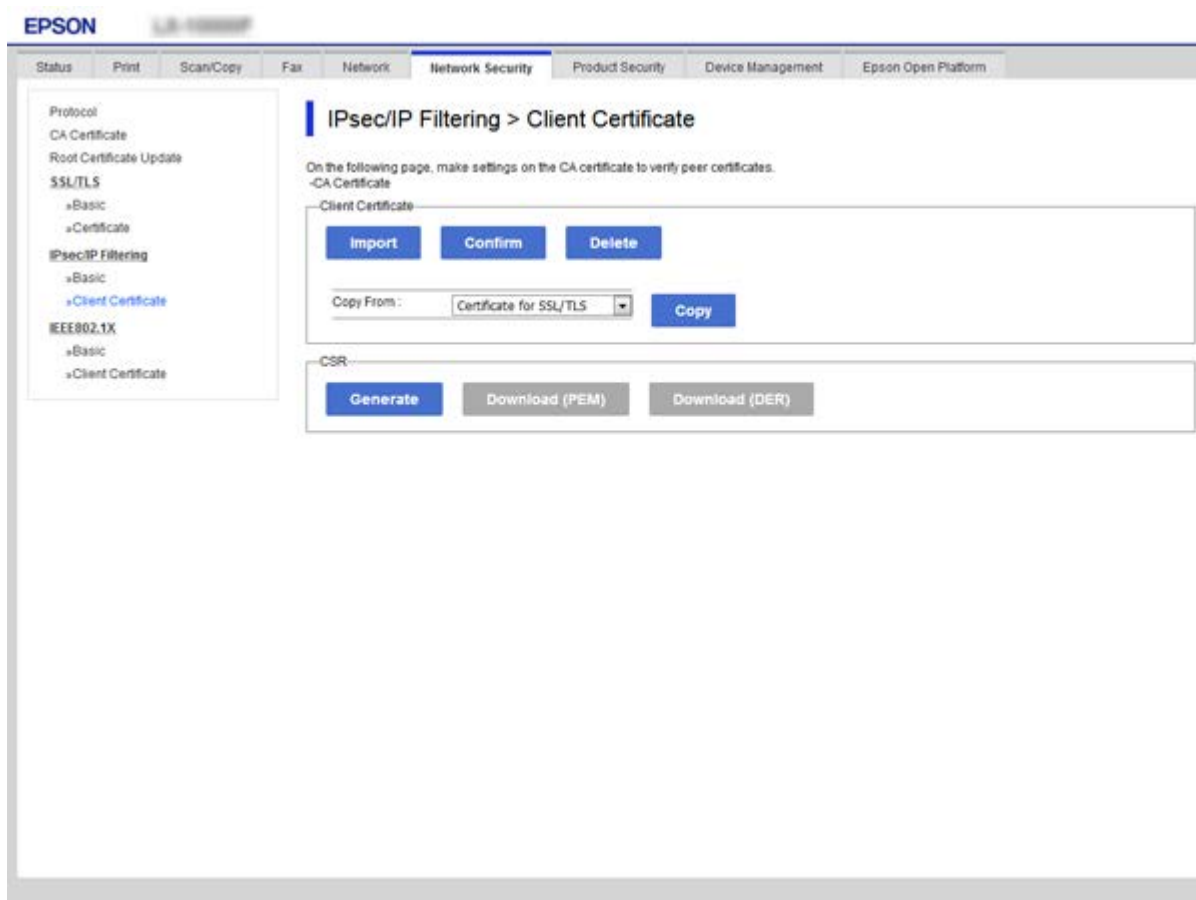 EPSON
Status Print Scan/Copy Fax Network Network Security Product Security Device Management Epson Open Platform
Protocol
CA Certificate
Root Certificate Update
SSL/TLS
»Basic
»Certificate
IPsec/IP Filtering
»Basic
»Client Certificate
IEEE802.1X
»Basic
»Client Certificate
IPsec/IP Filtering > Client Certificate
On the following page, make settings on the CA certificate to verify peer certificates.
-CA Certificate
Client Certificate
Import Confirm Delete
Copy From : Certificate for SSL/TLS Copy
CSR
Generate Download (PEM) Download (DER)